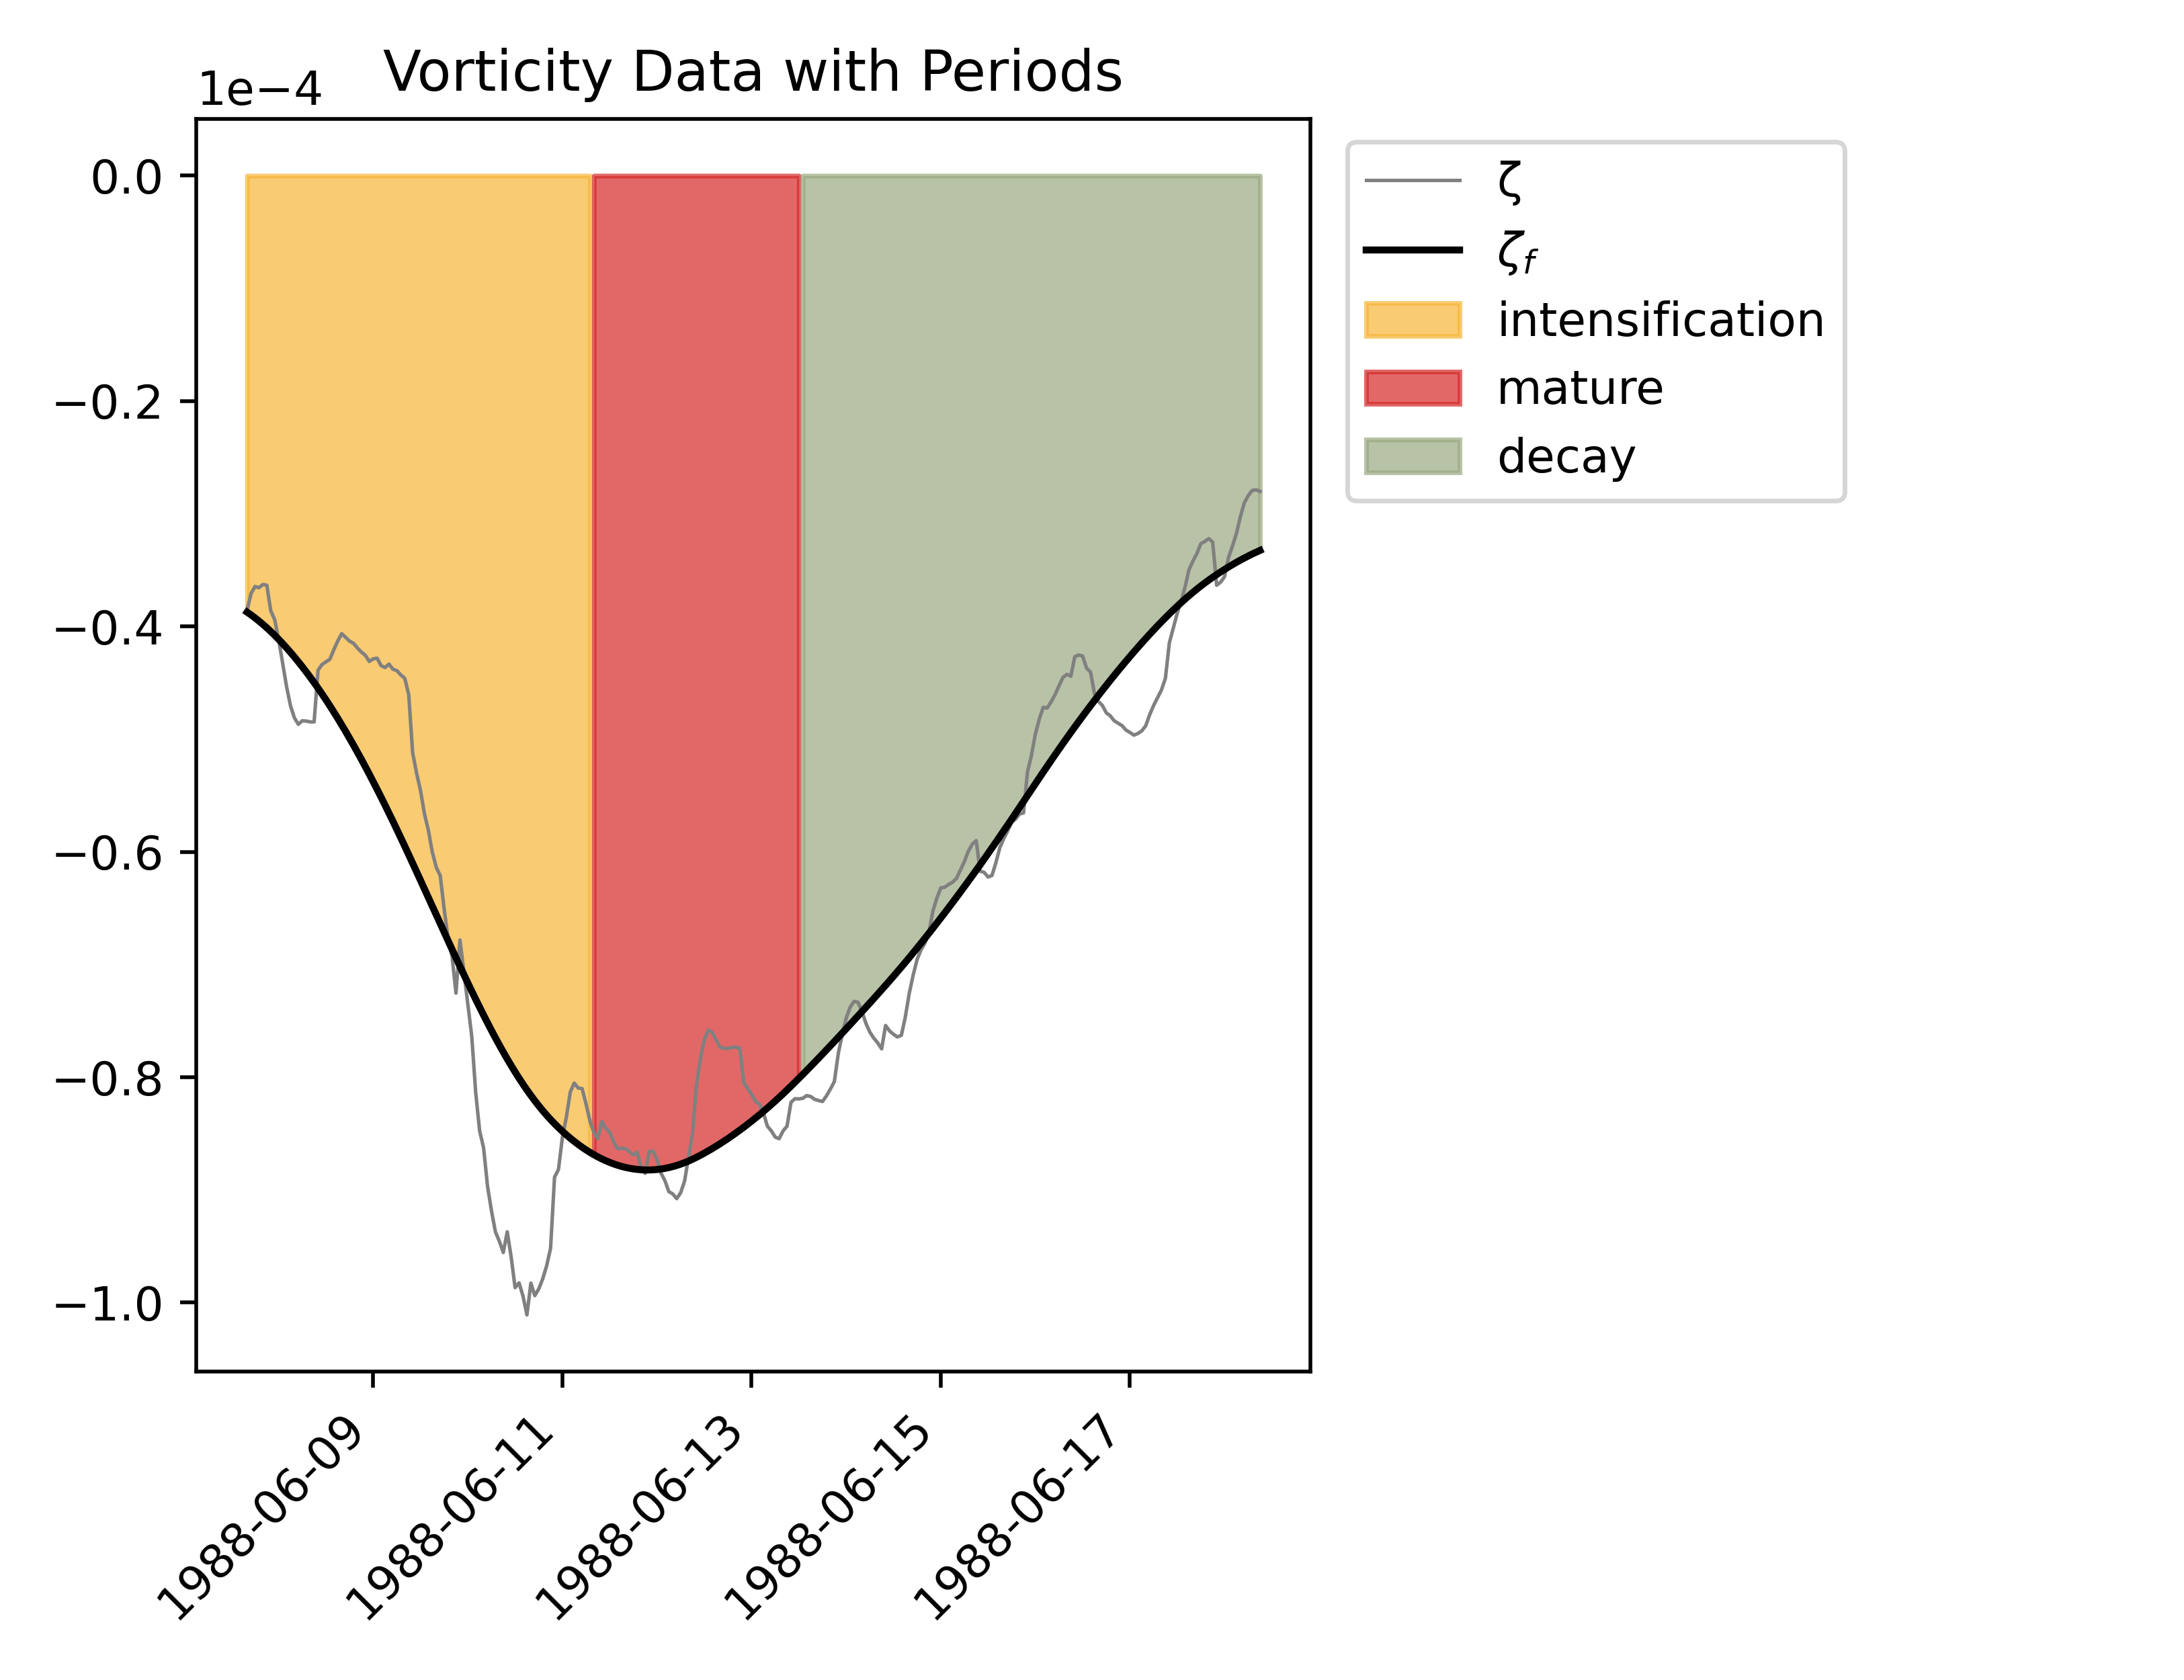 Vorticity Data with Periods
1e−4
0.0
−0.2
−0.4
−0.6
−0.8
−1.0
1988-06-09
1988-06-11
1988-06-13
1988-06-15
1988-06-17
ζ
ζf
intensification
mature
decay